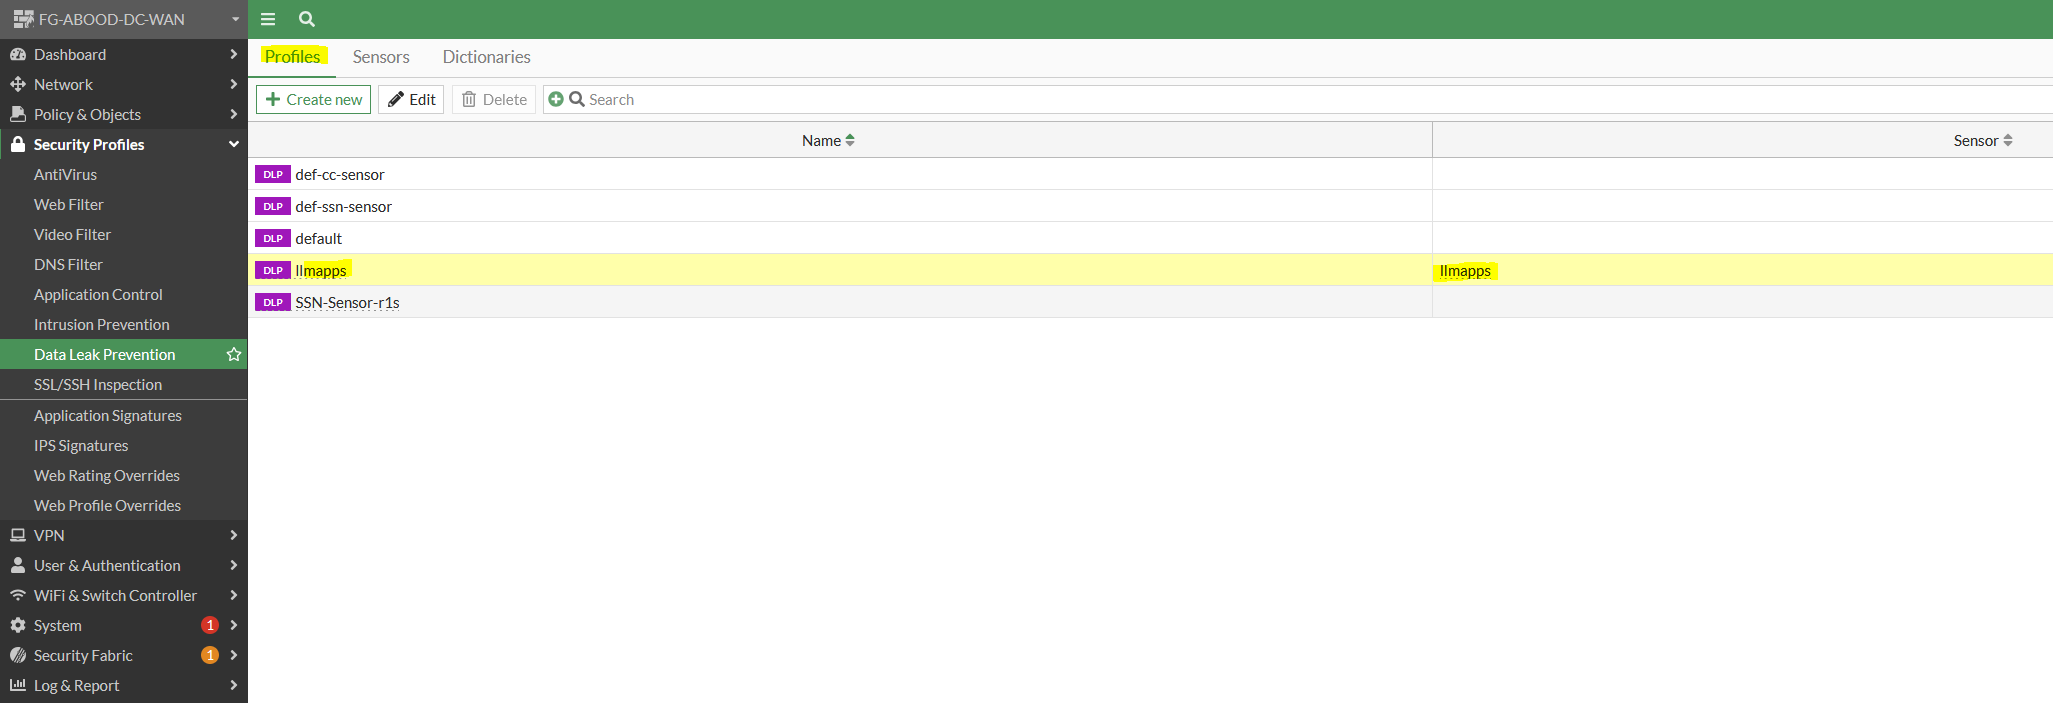 FG-ABOOD-DC-WAN
Dashboard
Network
Policy & Objects
Security Profiles
AntiVirus
Web Filter
Video Filter
DNS Filter
Application Control
Intrusion Prevention
Data Leak Prevention
SSL/SSH Inspection
Application Signatures
IPS Signatures
Web Rating Overrides
Web Profile Overrides
VPN
User & Authentication
WiFi & Switch Controller
System 1
Security Fabric 1
Log & Report
Profiles Sensors Dictionaries
Create new Edit Delete Search
Name Sensor
DLP def-cc-sensor
DLP def-ssn-sensor
DLP default
DLP llmapps llmapps
DLP SSN-Sensor-r1s